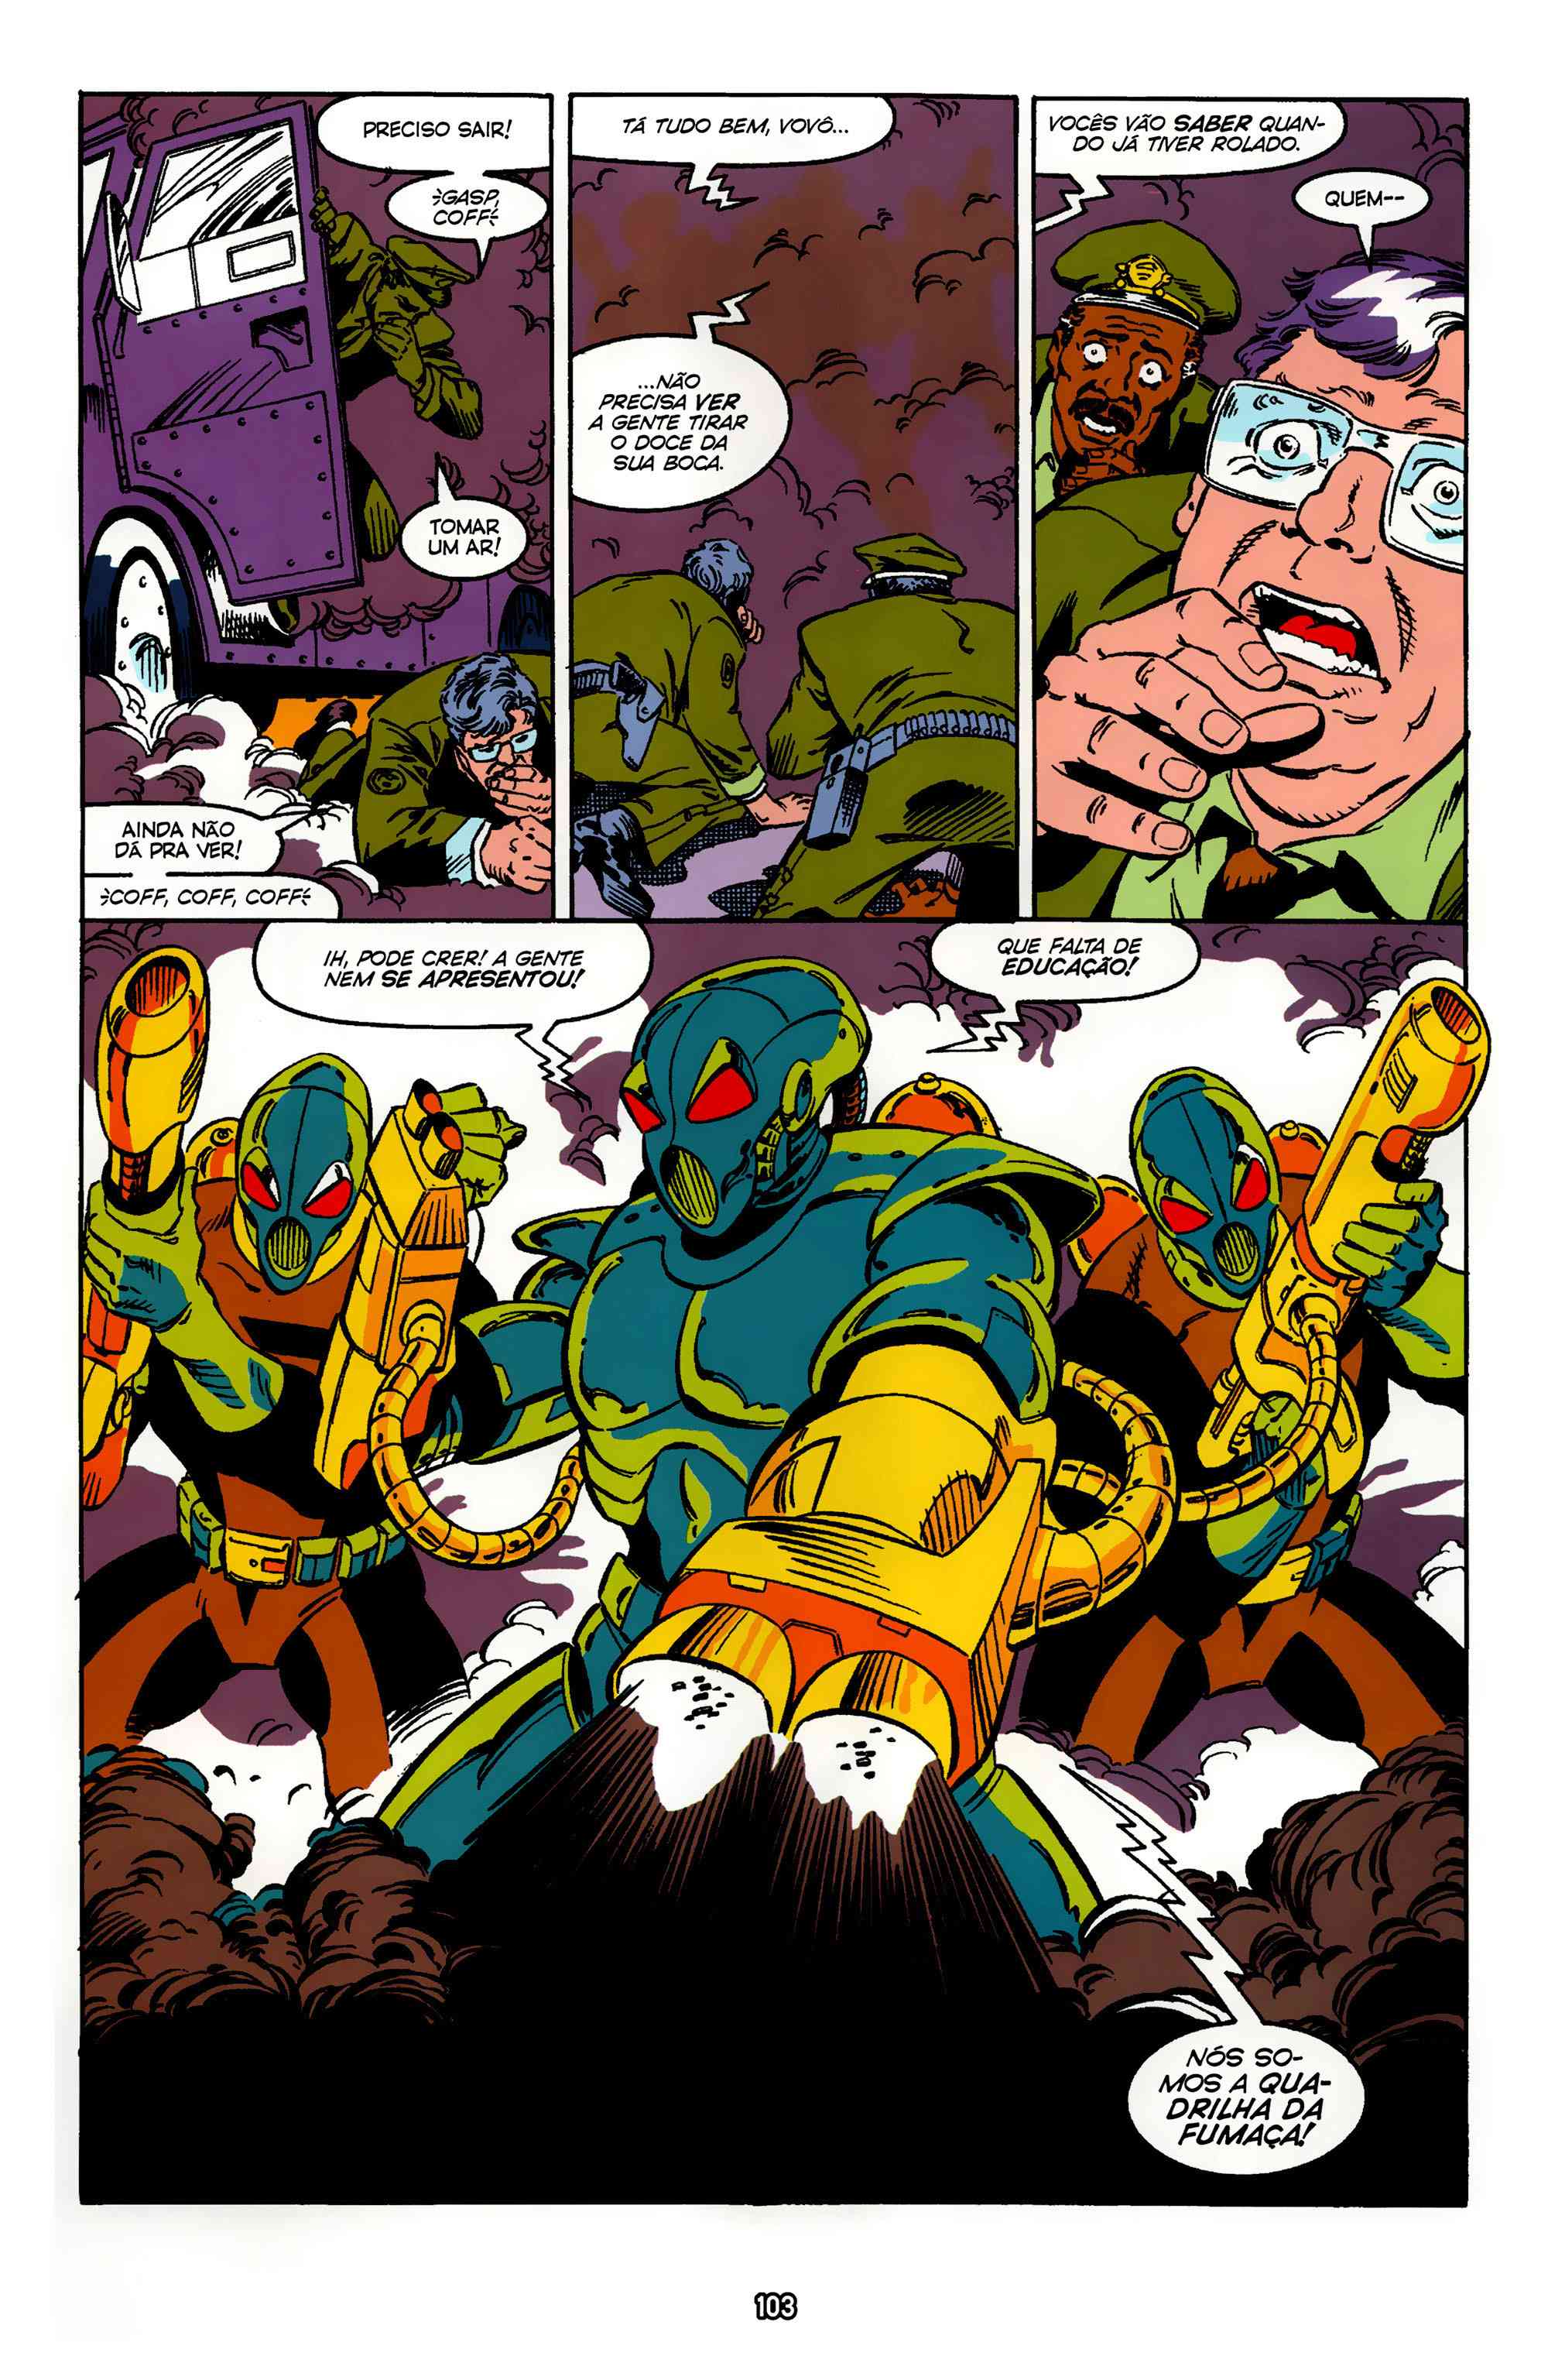 PRECISO SAIR!
GASP,
COFF
TOMAR
UM AR!
AINDA NÃO
DÁ PRA VER!
COFF, COFF, COFF
TÁ TUDO BEM, VOVÔ...
...NÃO
PRECISA VER
A GENTE TIRAR
O DOCE DA
SUA BOCA.
VOCÊS VÃO SABER QUAN-
DO JÁ TIVER ROLADO.
QUEM--
IH, PODE CRER! A GENTE
NEM SE APRESENTOU!
QUE FALTA DE
EDUCAÇÃO!
NÓS SO-
MOS A QUA-
DRILHA DA
FUMAÇA!
103